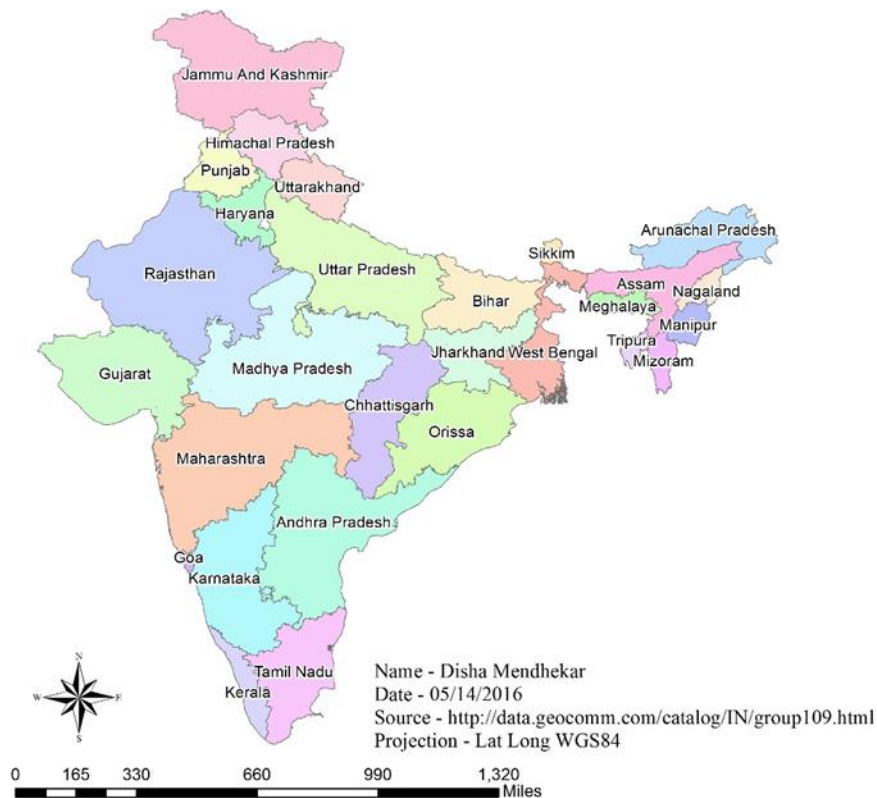 Jammu And Kashmir
Himachal Pradesh
Punjab
Uttarakhand
Haryana
Arunachal Pradesh
Sikkim
Rajasthan
Uttar Pradesh
Assam
Nagaland
Bihar
Meghalaya
Manipur
Tripura
Jharkhand
West Bengal
Mizoram
Gujarat
Madhya Pradesh
Chhattisgarh
Orissa
Maharashtra
Andhra Pradesh
Goa
Karnataka
Tamil Nadu
Kerala
N
W
E
S
Name - Disha Mendhekar
Date - 05/14/2016
Source - http://data.geocomm.com/catalog/IN/group109.html
Projection - Lat Long WGS84
0 165 330 660 990 1,320
Miles